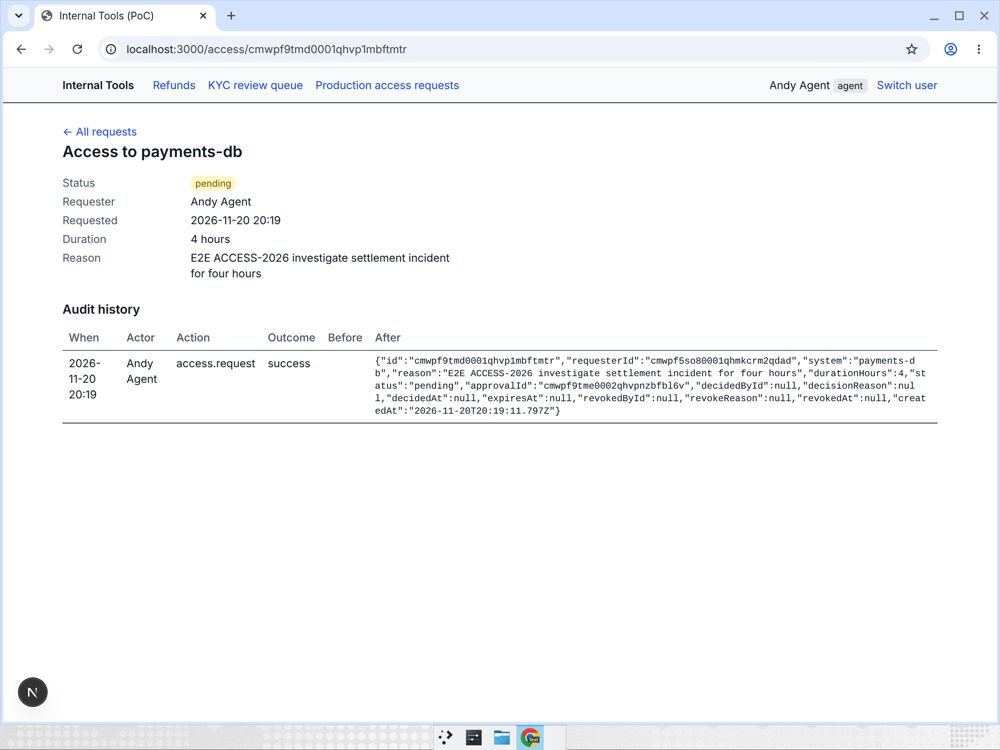 Internal Tools (PoC)
localhost:3000/access/cmwpf9tmd0001qhvp1mbftmtr
Internal Tools Refunds KYC review queue Production access requests Andy Agent agent Switch user
← All requests
Access to payments-db
Status pending
Requester Andy Agent
Requested 2026-11-20 20:19
Duration 4 hours
Reason E2E ACCESS-2026 investigate settlement incident
for four hours
Audit history
When Actor Action Outcome Before After
2026-11-20 20:19 Andy Agent access.request success
{"id":"cmwpf9tmd0001qhvp1mbftmtr","requesterId":"cmwpf5so80001qhmkcrm2qdad","system":"payments-d
b","reason":"E2E ACCESS-2026 investigate settlement incident for four hours","durationHours":4,"st
atus":"pending","approvalId":"cmwpf9tme0002qhvpnzbfbl6v","decidedById":null,"decisionReason":nul
l,"decidedAt":null,"expiresAt":null,"revokedById":null,"revokeReason":null,"revokedAt":null,"creat
edAt":"2026-11-20T20:19:11.797Z"}
N